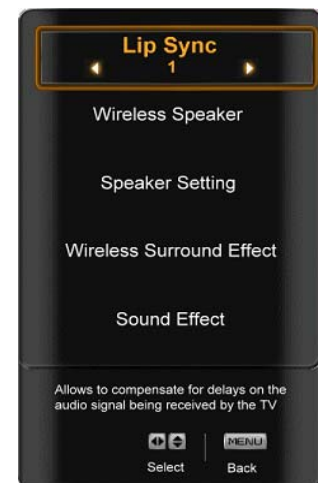 Lip Sync
1
Wireless Speaker
Speaker Setting
Wireless Surround Effect
Sound Effect
Allows to compensate for delays on the
audio signal being received by the TV
MENU
Select Back